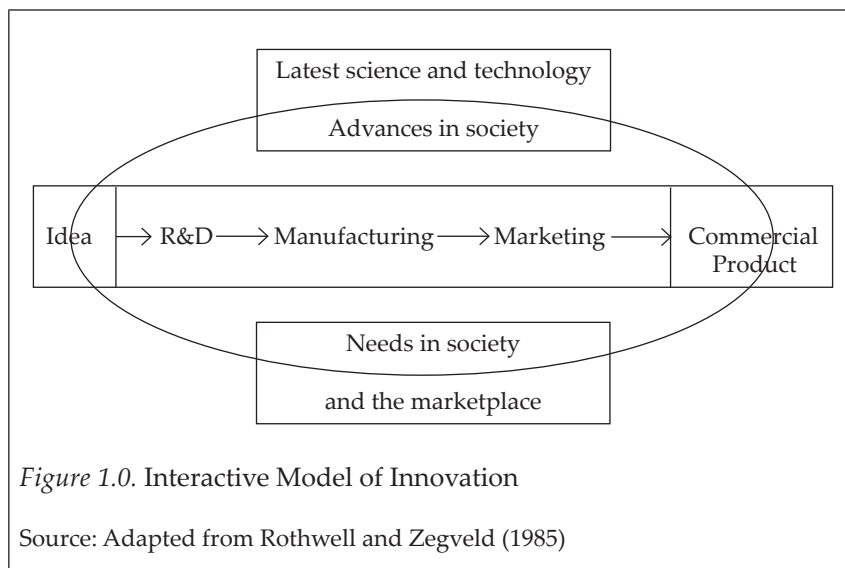 Latest science and technology
Advances in society
Idea R&D Manufacturing Marketing Commercial
Product
Needs in society
and the marketplace
Figure 1.0. Interactive Model of Innovation
Source: Adapted from Rothwell and Zegveld (1985)